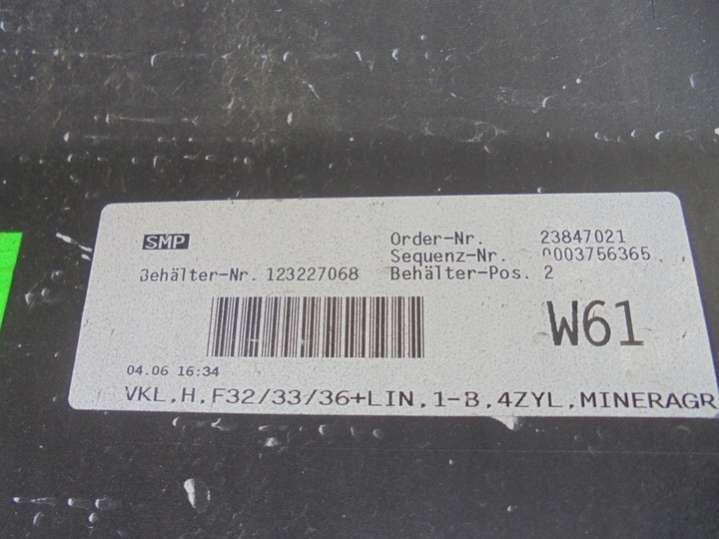 SMP
Order-Nr. 23847021
Sequenz-Nr. 0003756365
Behälter-Nr. 123227068 Behälter-Pos. 2
W61
04.06 16:34
VKL,H,F32/33/36+LIN,1-B,4ZYL,MINERAGR